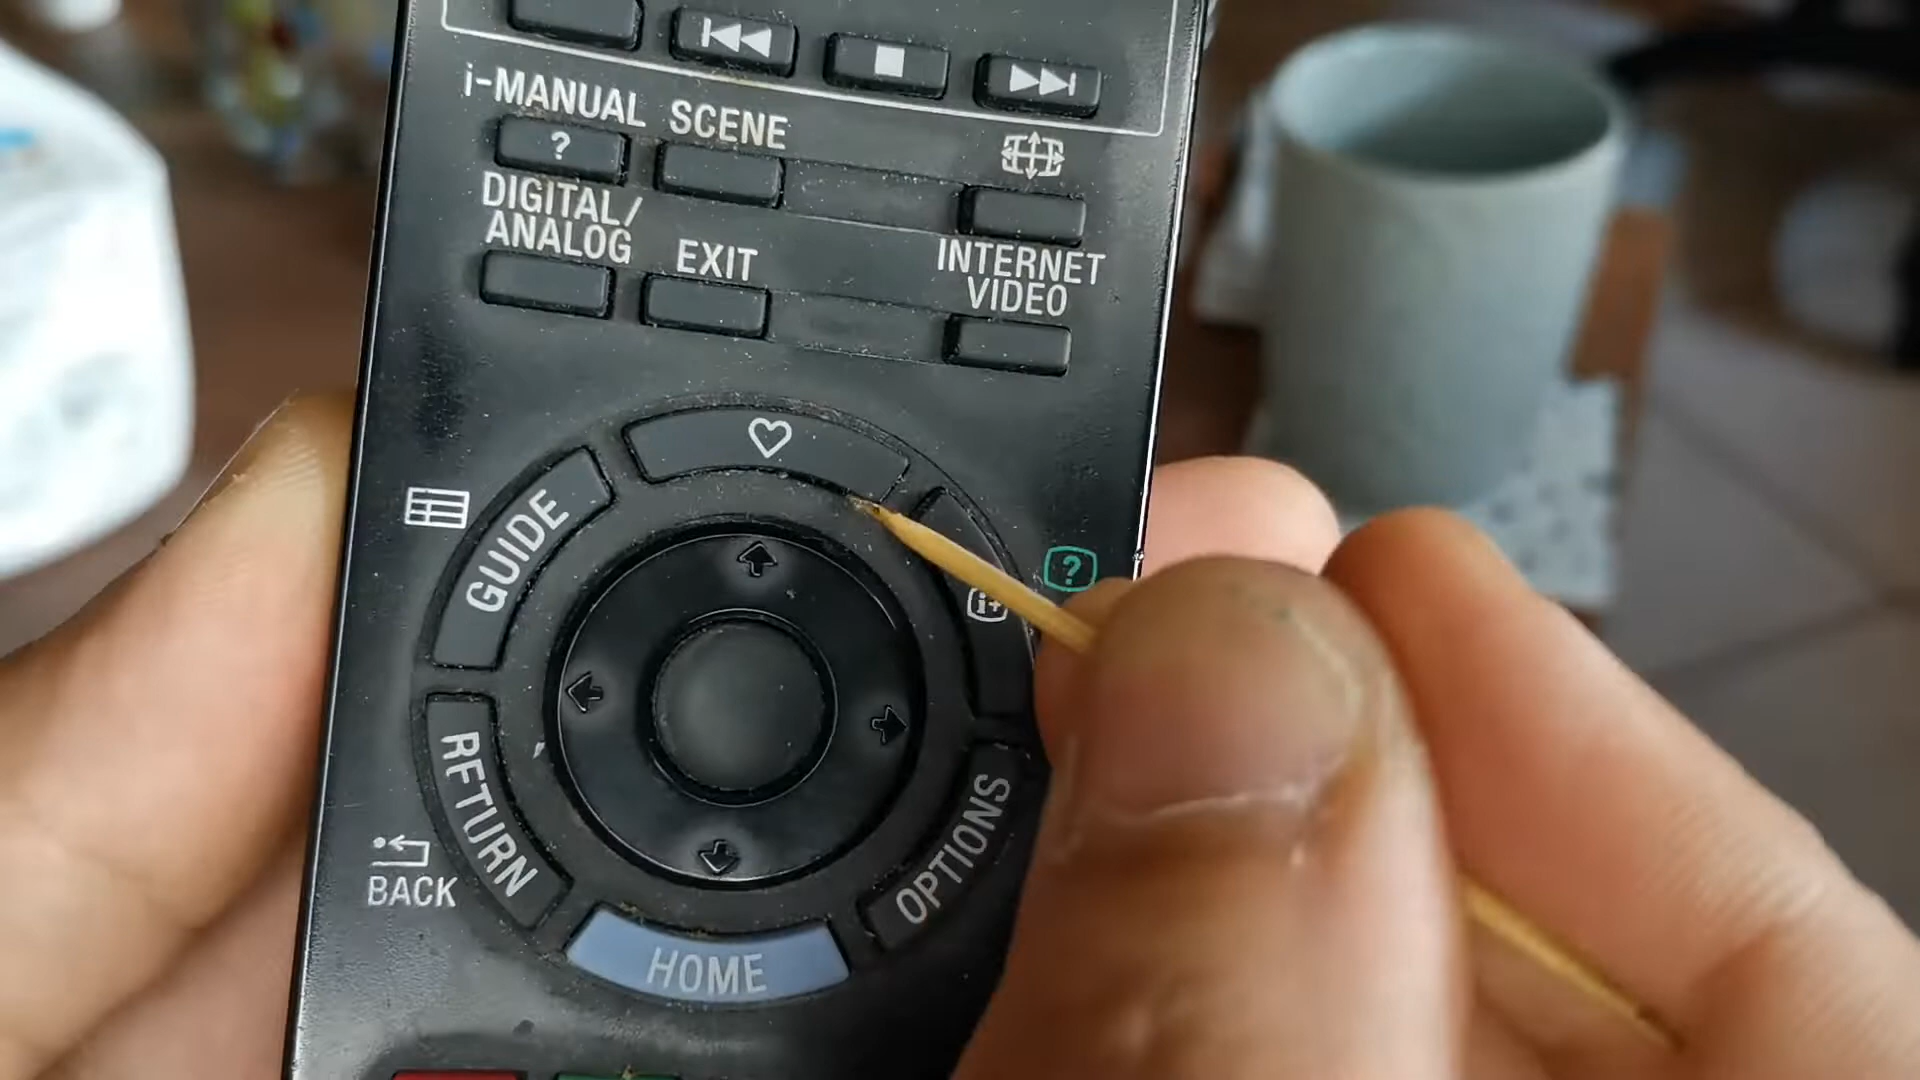 i-MANUAL
SCENE
?
DIGITAL/
ANALOG
EXIT
INTERNET
VIDEO
GUIDE
?
i+
RETURN
OPTIONS
BACK
HOME